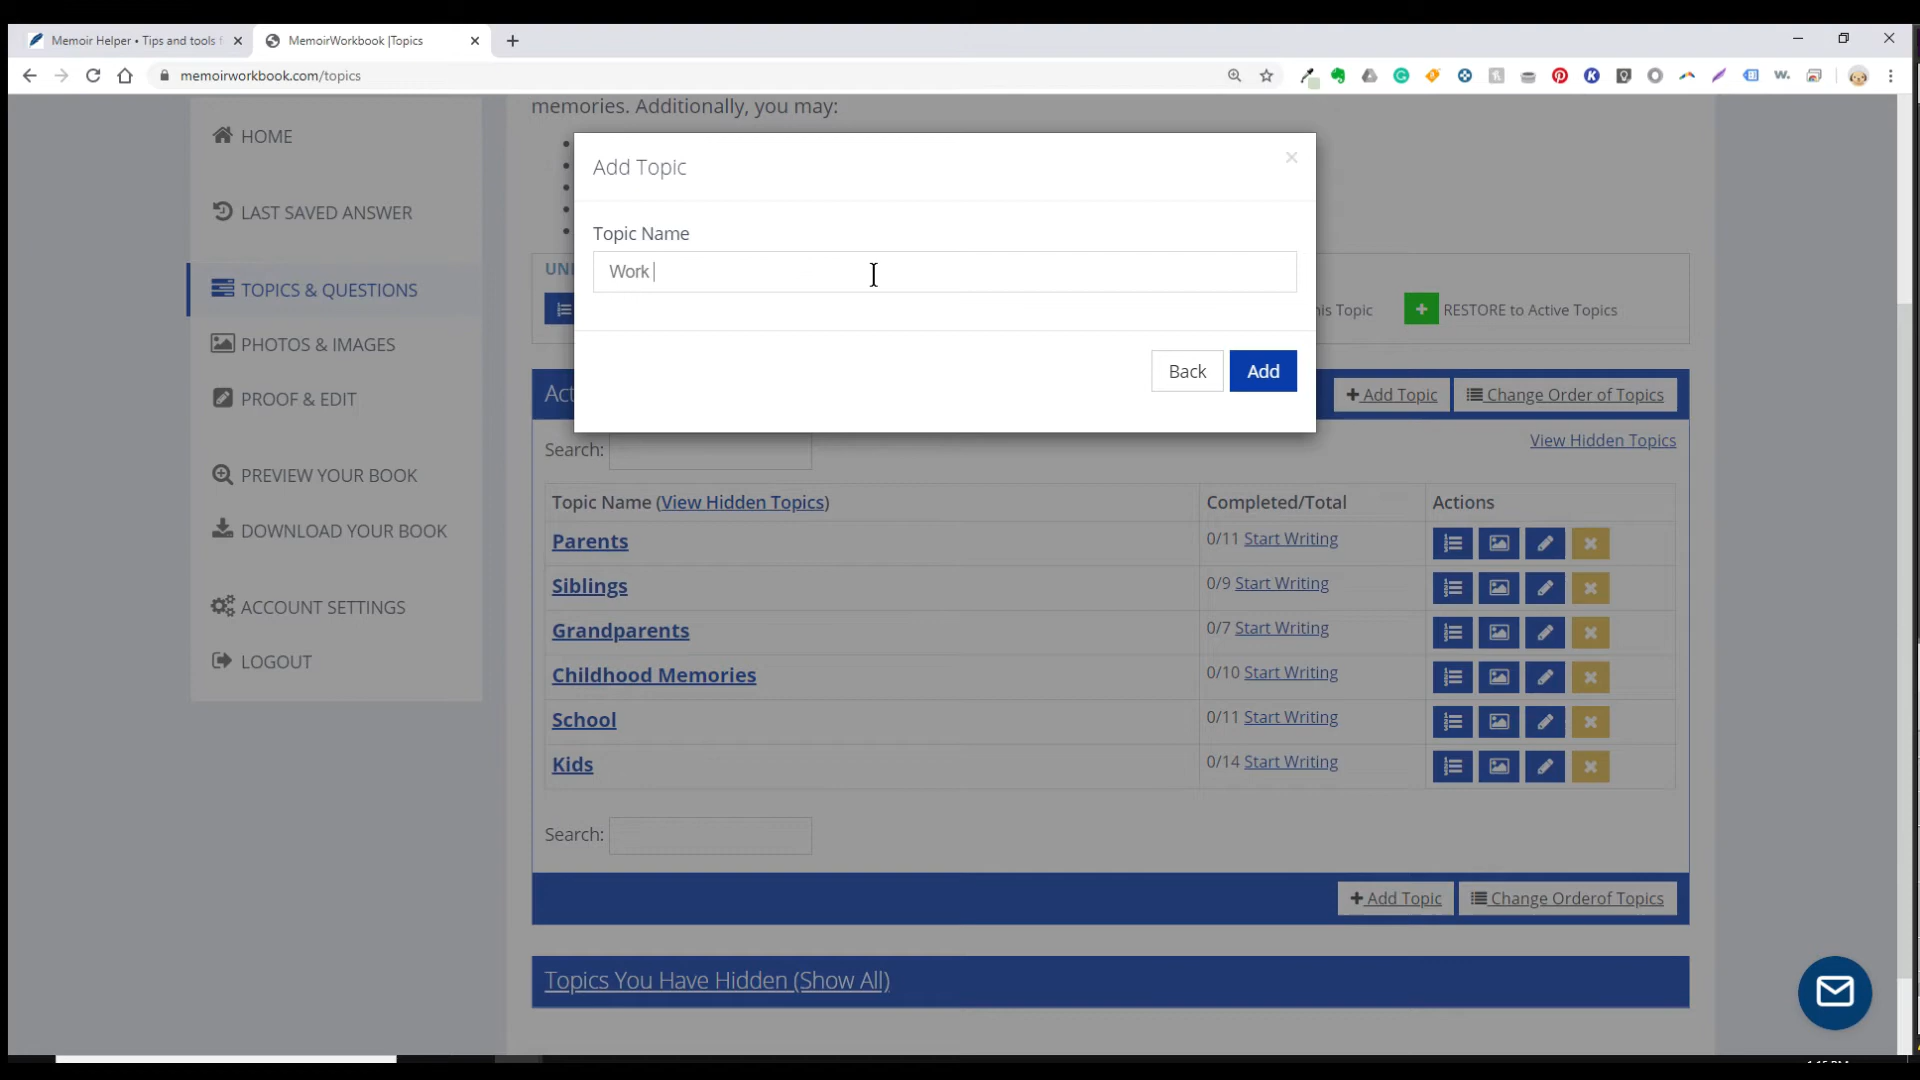 Memoir Helper • Tips and tools f
MemoirWorkbook |Topics
memoirworkbook.com/topics
memories. Additionally, you may:
HOME
LAST SAVED ANSWER
TOPICS & QUESTIONS
PHOTOS & IMAGES
PROOF & EDIT
PREVIEW YOUR BOOK
DOWNLOAD YOUR BOOK
ACCOUNT SETTINGS
LOGOUT
Add Topic
×
Topic Name
Work
Back
Add
UNI
his Topic
RESTORE to Active Topics
Act
Add Topic
Change Order of Topics
Search:
View Hidden Topics
Topic Name (View Hidden Topics)
Completed/Total
Actions
Parents
0/11 Start Writing
Siblings
0/9 Start Writing
Grandparents
0/7 Start Writing
Childhood Memories
0/10 Start Writing
School
0/11 Start Writing
Kids
0/14 Start Writing
Search:
Add Topic
Change Orderof Topics
Topics You Have Hidden (Show All)